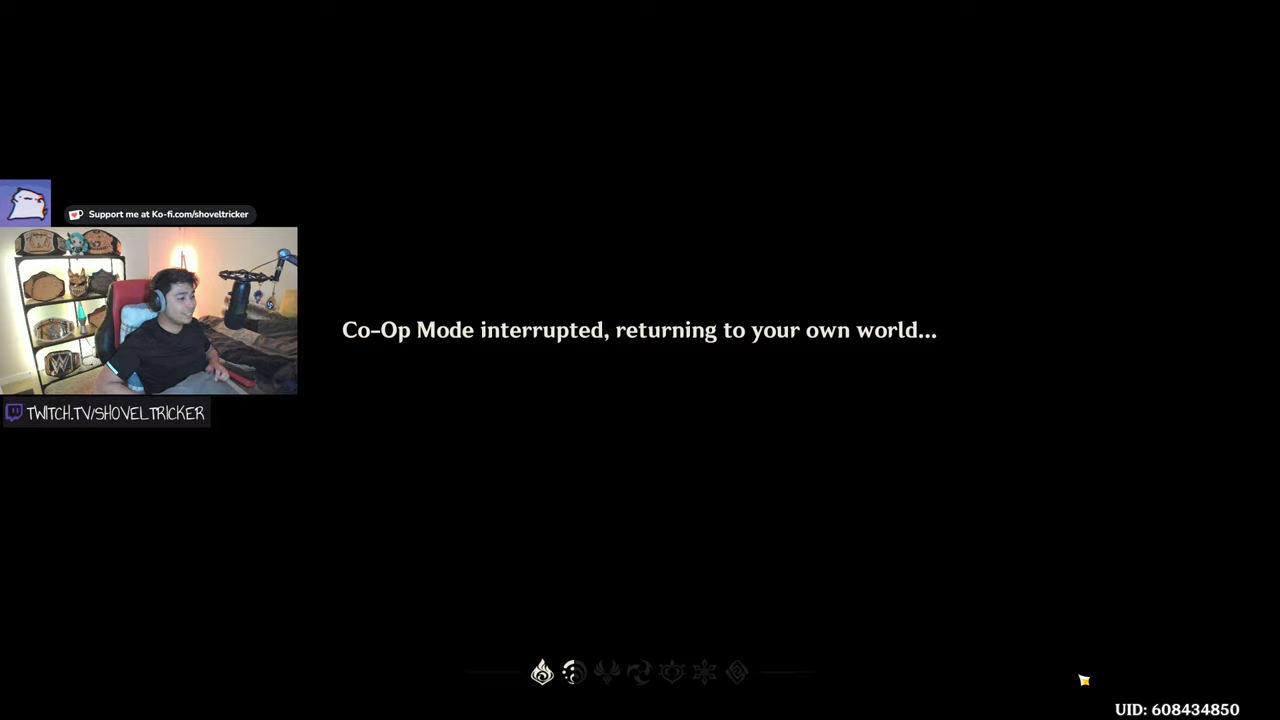 Support me at Ko-fi.com/shoveltricker
Co-Op Mode interrupted, returning to your own world...
TWITCH.TV/SHOVELTRICKER
UID: 608434850